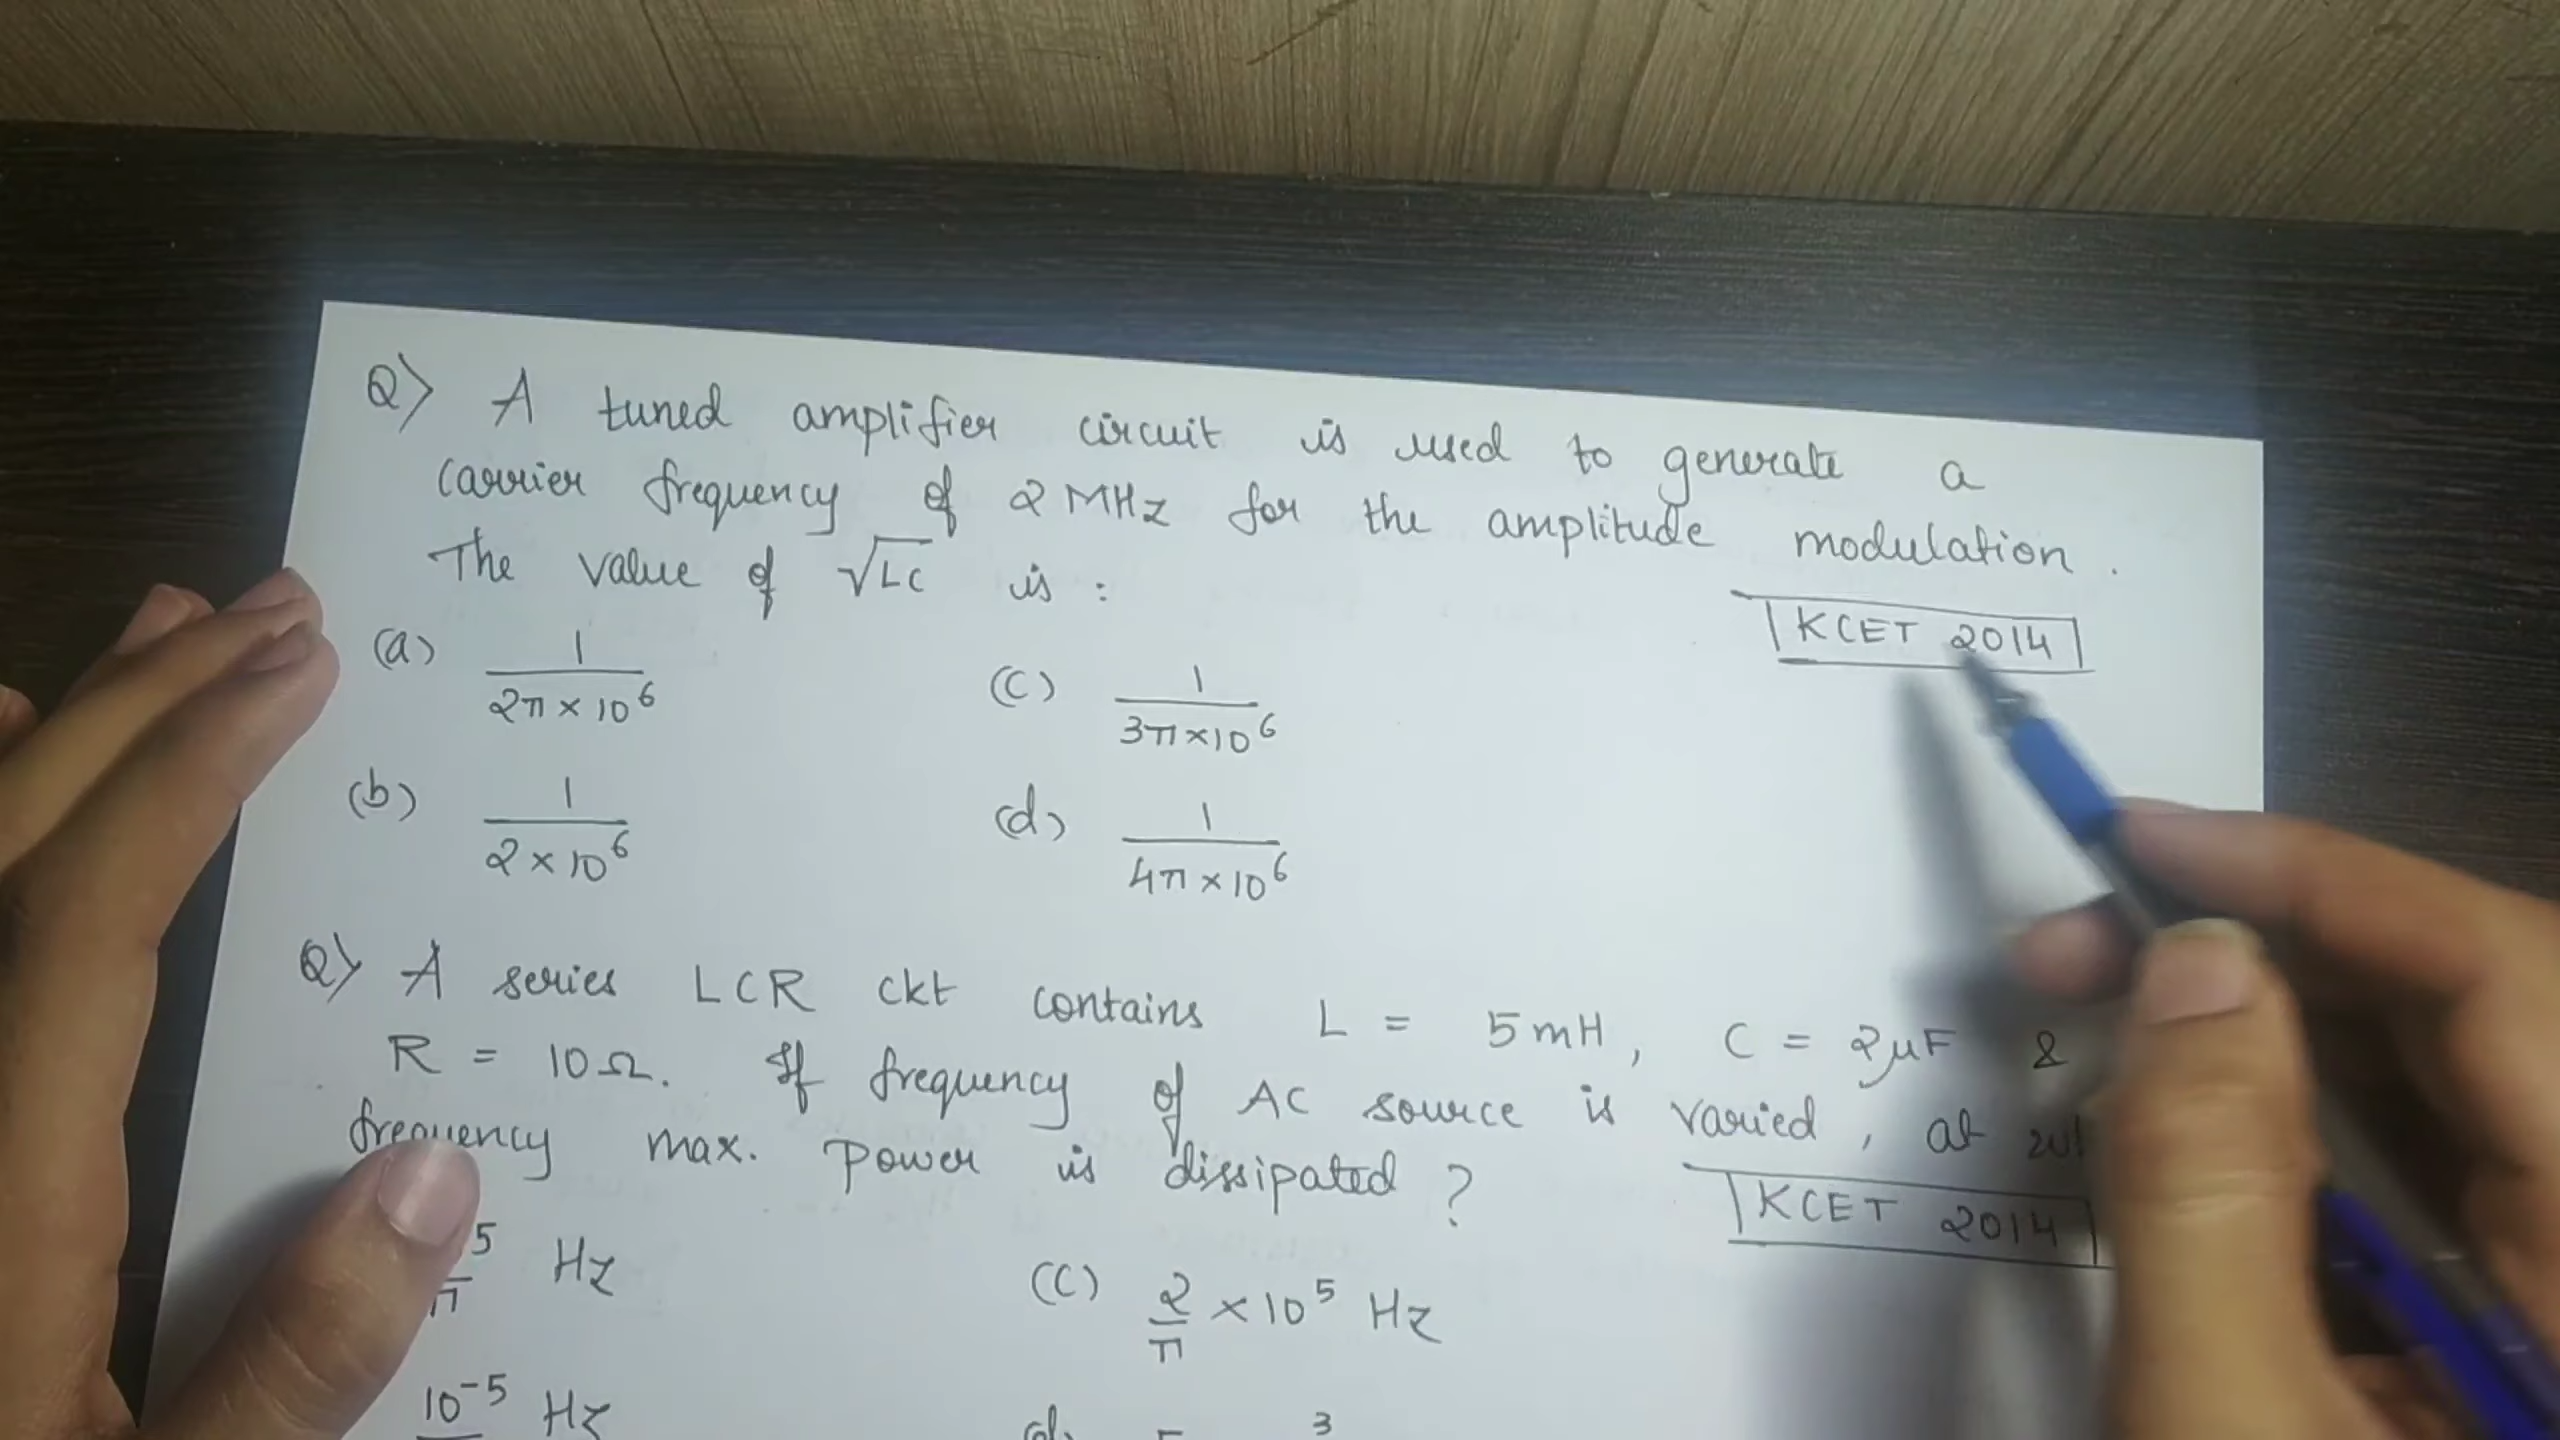 Q) A tuned amplifier circuit is used to generate a
carrier frequency of 2 MHz for the amplitude modulation.
The value of √LC is :
KCET 2014
(a) 1/(2π × 10^6)
(c) 1/(3π × 10^6)
(b) 1/(2 × 10^6)
(d) 1/(4π × 10^6)
Q) A series LCR ckt contains L = 5mH, C = 2μF &
R = 10Ω. If frequency of AC source is varied, at
frequency max. power is dissipated ?
KCET 2014
5/π Hz
(c) 2/π × 10^5 Hz
10^-5 Hz
(d) 5 3